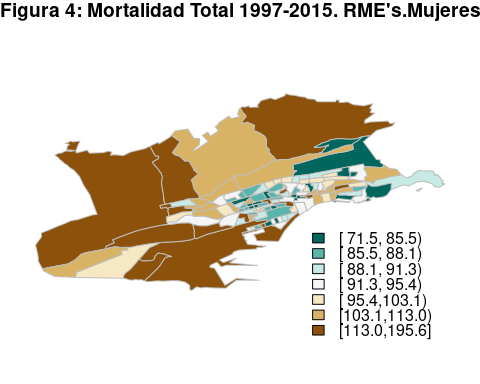 Figura 4: Mortalidad Total 1997-2015. RME's.Mujeres
[ 71.5, 85.5)
[ 85.5, 88.1)
[ 88.1, 91.3)
[ 91.3, 95.4)
[ 95.4,103.1)
[103.1,113.0)
[113.0,195.6]